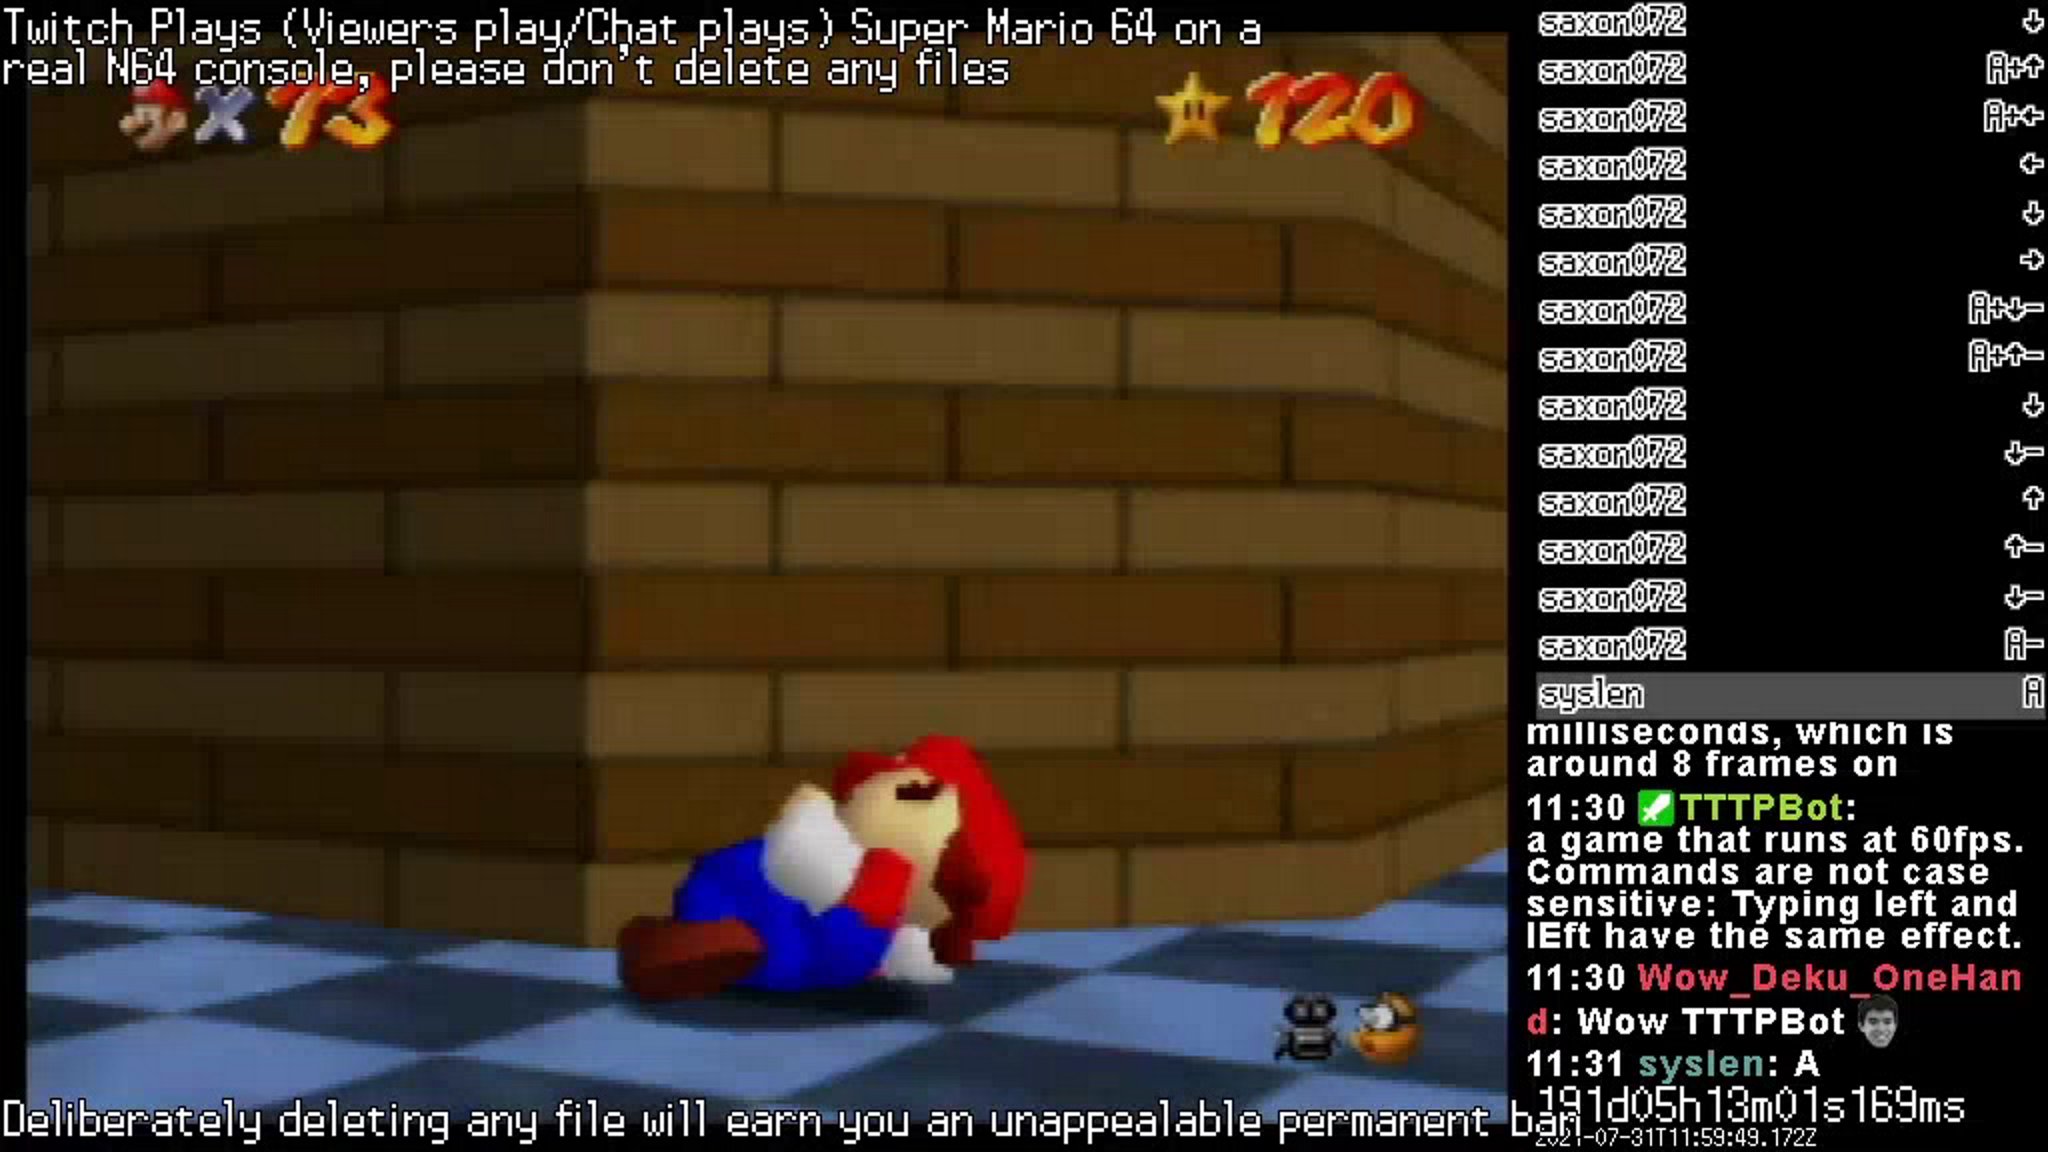 Twitch Plays (Viewers play/Chat plays) Super Mario 64 on a
real N64 console, please don't delete any files
x 73
120
saxon072 ↓
saxon072 A+↑
saxon072 A+←
saxon072 ←
saxon072 ↓
saxon072 →
saxon072 A+↓-
saxon072 A+↑-
saxon072 ↓
saxon072 ↓-
saxon072 ↑
saxon072 ↑-
saxon072 ↓-
saxon072 A-
syslen A
milliseconds, which is
around 8 frames on
11:30 TTTPBot:
a game that runs at 60fps.
Commands are not case
sensitive: Typing left and
lEft have the same effect.
11:30 Wow_Deku_OneHan
d: Wow TTTPBot
11:31 syslen: A
191d05h13m01s169ms
Deliberately deleting any file will earn you an unappealable permanent ban
2021-07-31T11:59:49.172Z